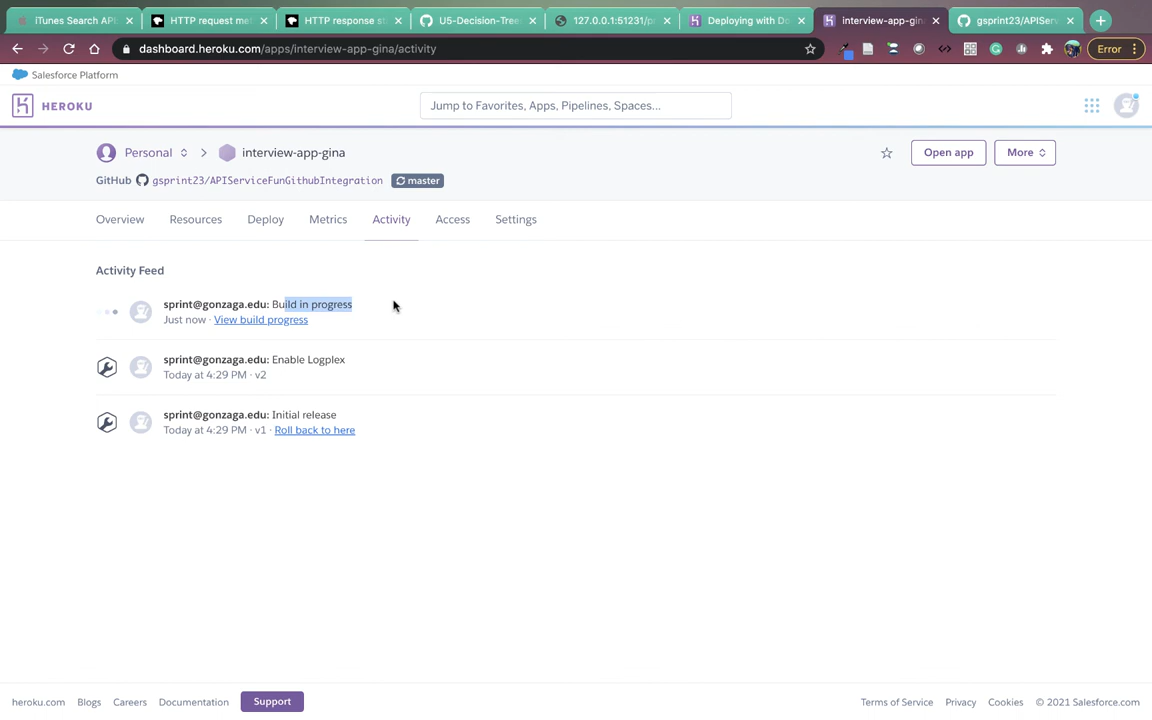 iTunes Search API:
HTTP request me
HTTP response st
U5-Decision-Tree
127.0.0.1:51231/p
Deploying with Do
interview-app-gin
gsprint23/APIServ
dashboard.heroku.com/apps/interview-app-gina/activity
Error
Salesforce Platform
HEROKU
Jump to Favorites, Apps, Pipelines, Spaces...
Personal
interview-app-gina
Open app
More
GitHub gsprint23/APIServiceFunGithubIntegration master
Overview
Resources
Deploy
Metrics
Activity
Access
Settings
Activity Feed
sprint@gonzaga.edu: Build in progress
Just now · View build progress
sprint@gonzaga.edu: Enable Logplex
Today at 4:29 PM · v2
sprint@gonzaga.edu: Initial release
Today at 4:29 PM · v1 · Roll back to here
heroku.com
Blogs
Careers
Documentation
Support
Terms of Service
Privacy
Cookies
© 2021 Salesforce.com